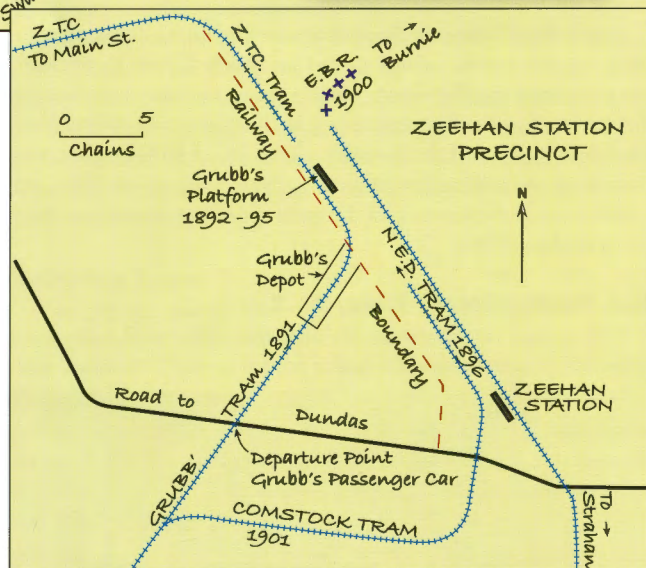 Z.T.C
To Main St.
Z.T.C. Tram
Railway
E.B.R. To
Burnie
1900
0 5
Chains
ZEEHAN STATION
PRECINCT
N
Grubb's
Platform
1892-95
Grubb's
Depot
N.E.D. TRAM 1896
Boundary
TRAM 1891
ZEEHAN
STATION
Road to Dundas
Departure Point
Grubb's Passenger Car
GRUBB'
COMSTOCK TRAM
1901
To
Strahan